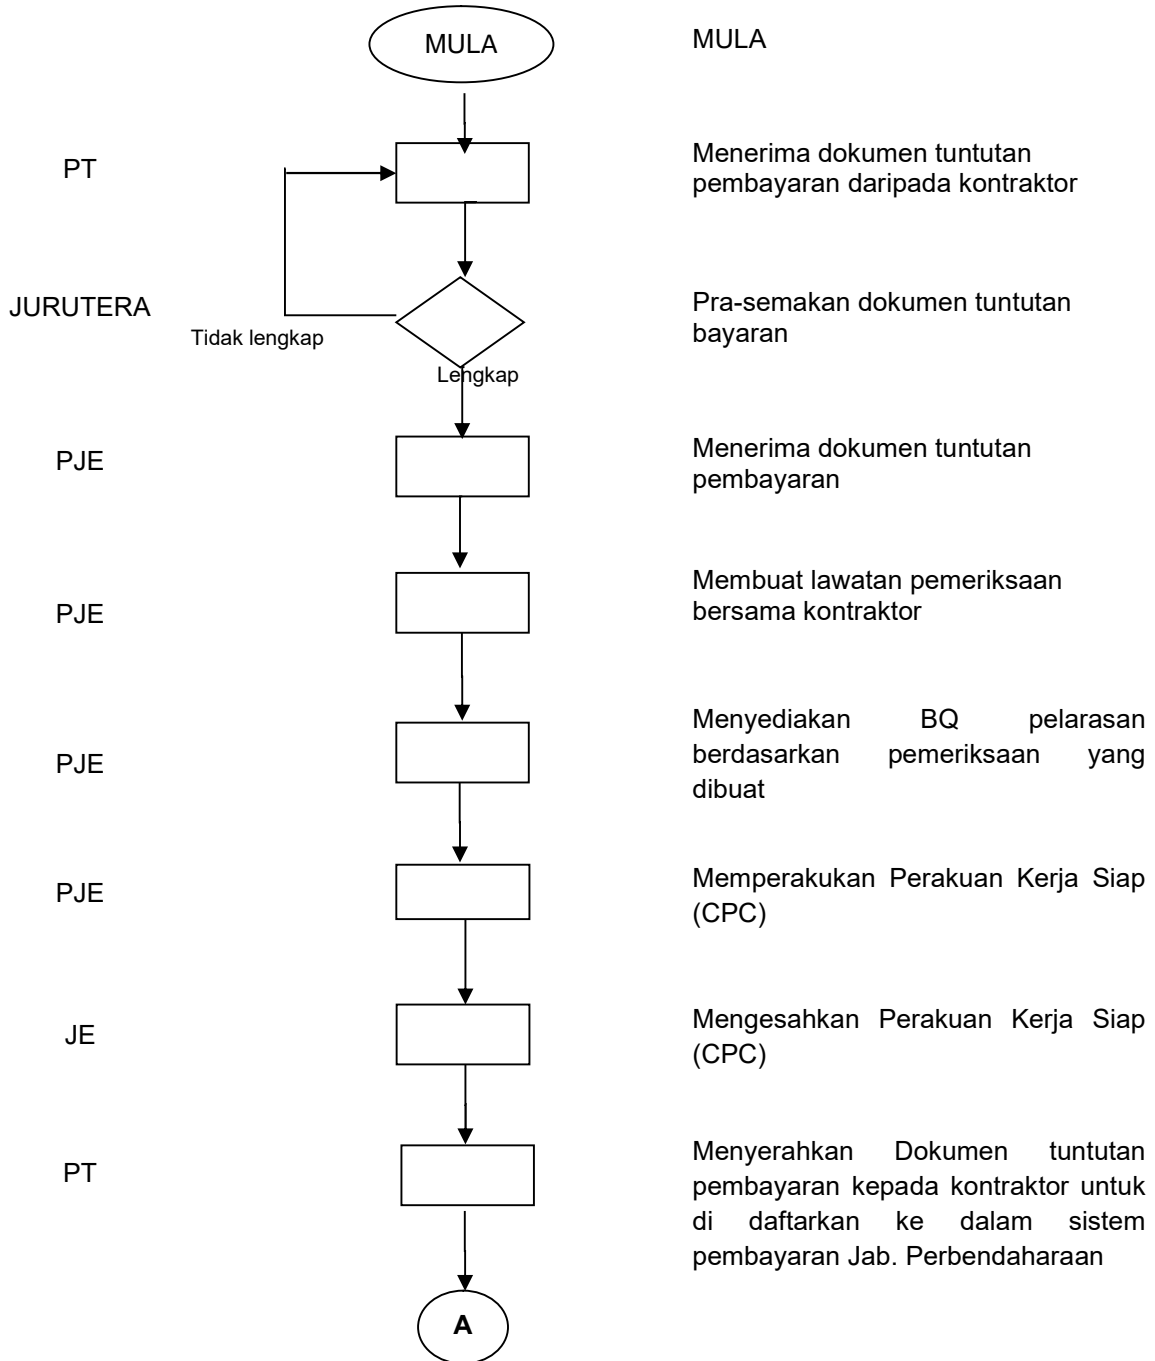 MULA
MULA
PT
Menerima dokumen tuntutan
pembayaran daripada kontraktor
JURUTERA
Tidak lengkap
Lengkap
Pra-semakan dokumen tuntutan
bayaran
PJE
Menerima dokumen tuntutan
pembayaran
PJE
Membuat lawatan pemeriksaan
bersama kontraktor
PJE
Menyediakan BQ pelarasan
berdasarkan pemeriksaan yang
dibuat
PJE
Memperakukan Perakuan Kerja Siap
(CPC)
JE
Mengesahkan Perakuan Kerja Siap
(CPC)
PT
Menyerahkan Dokumen tuntutan
pembayaran kepada kontraktor untuk
di daftarkan ke dalam sistem
pembayaran Jab. Perbendaharaan
A